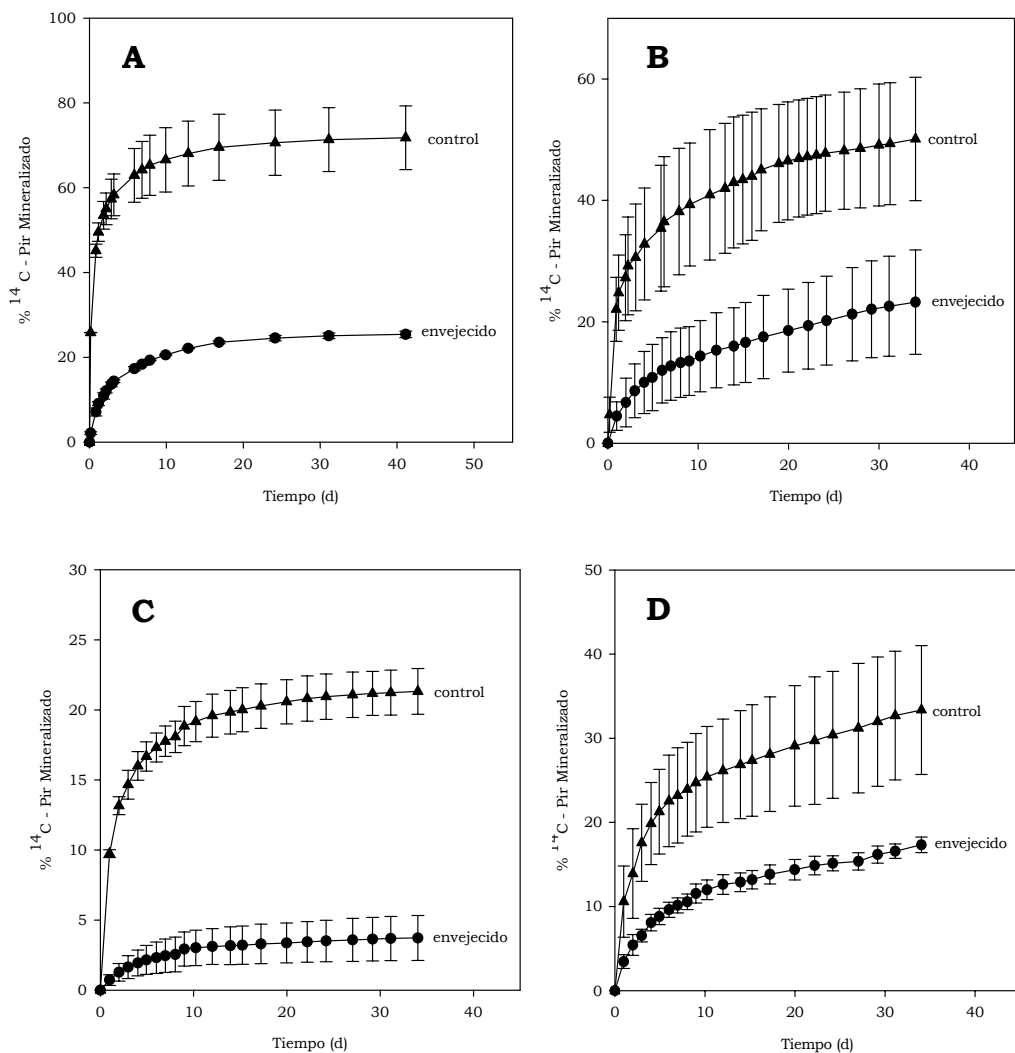 A
% 14 C - Pir Mineralizado
100
80
60
40
20
0
control
envejecido
0 10 20 30 40 50
Tiempo (d)
B
% 14C - Pir Mineralizado
60
40
20
0
control
envejecido
0 10 20 30 40
Tiempo (d)
C
% 14C - Pir Mineralizado
30
25
20
15
10
5
0
control
envejecido
0 10 20 30 40
Tiempo (d)
D
% 14C - Pir Mineralizado
50
40
30
20
10
0
control
envejecido
0 10 20 30 40
Tiempo (d)